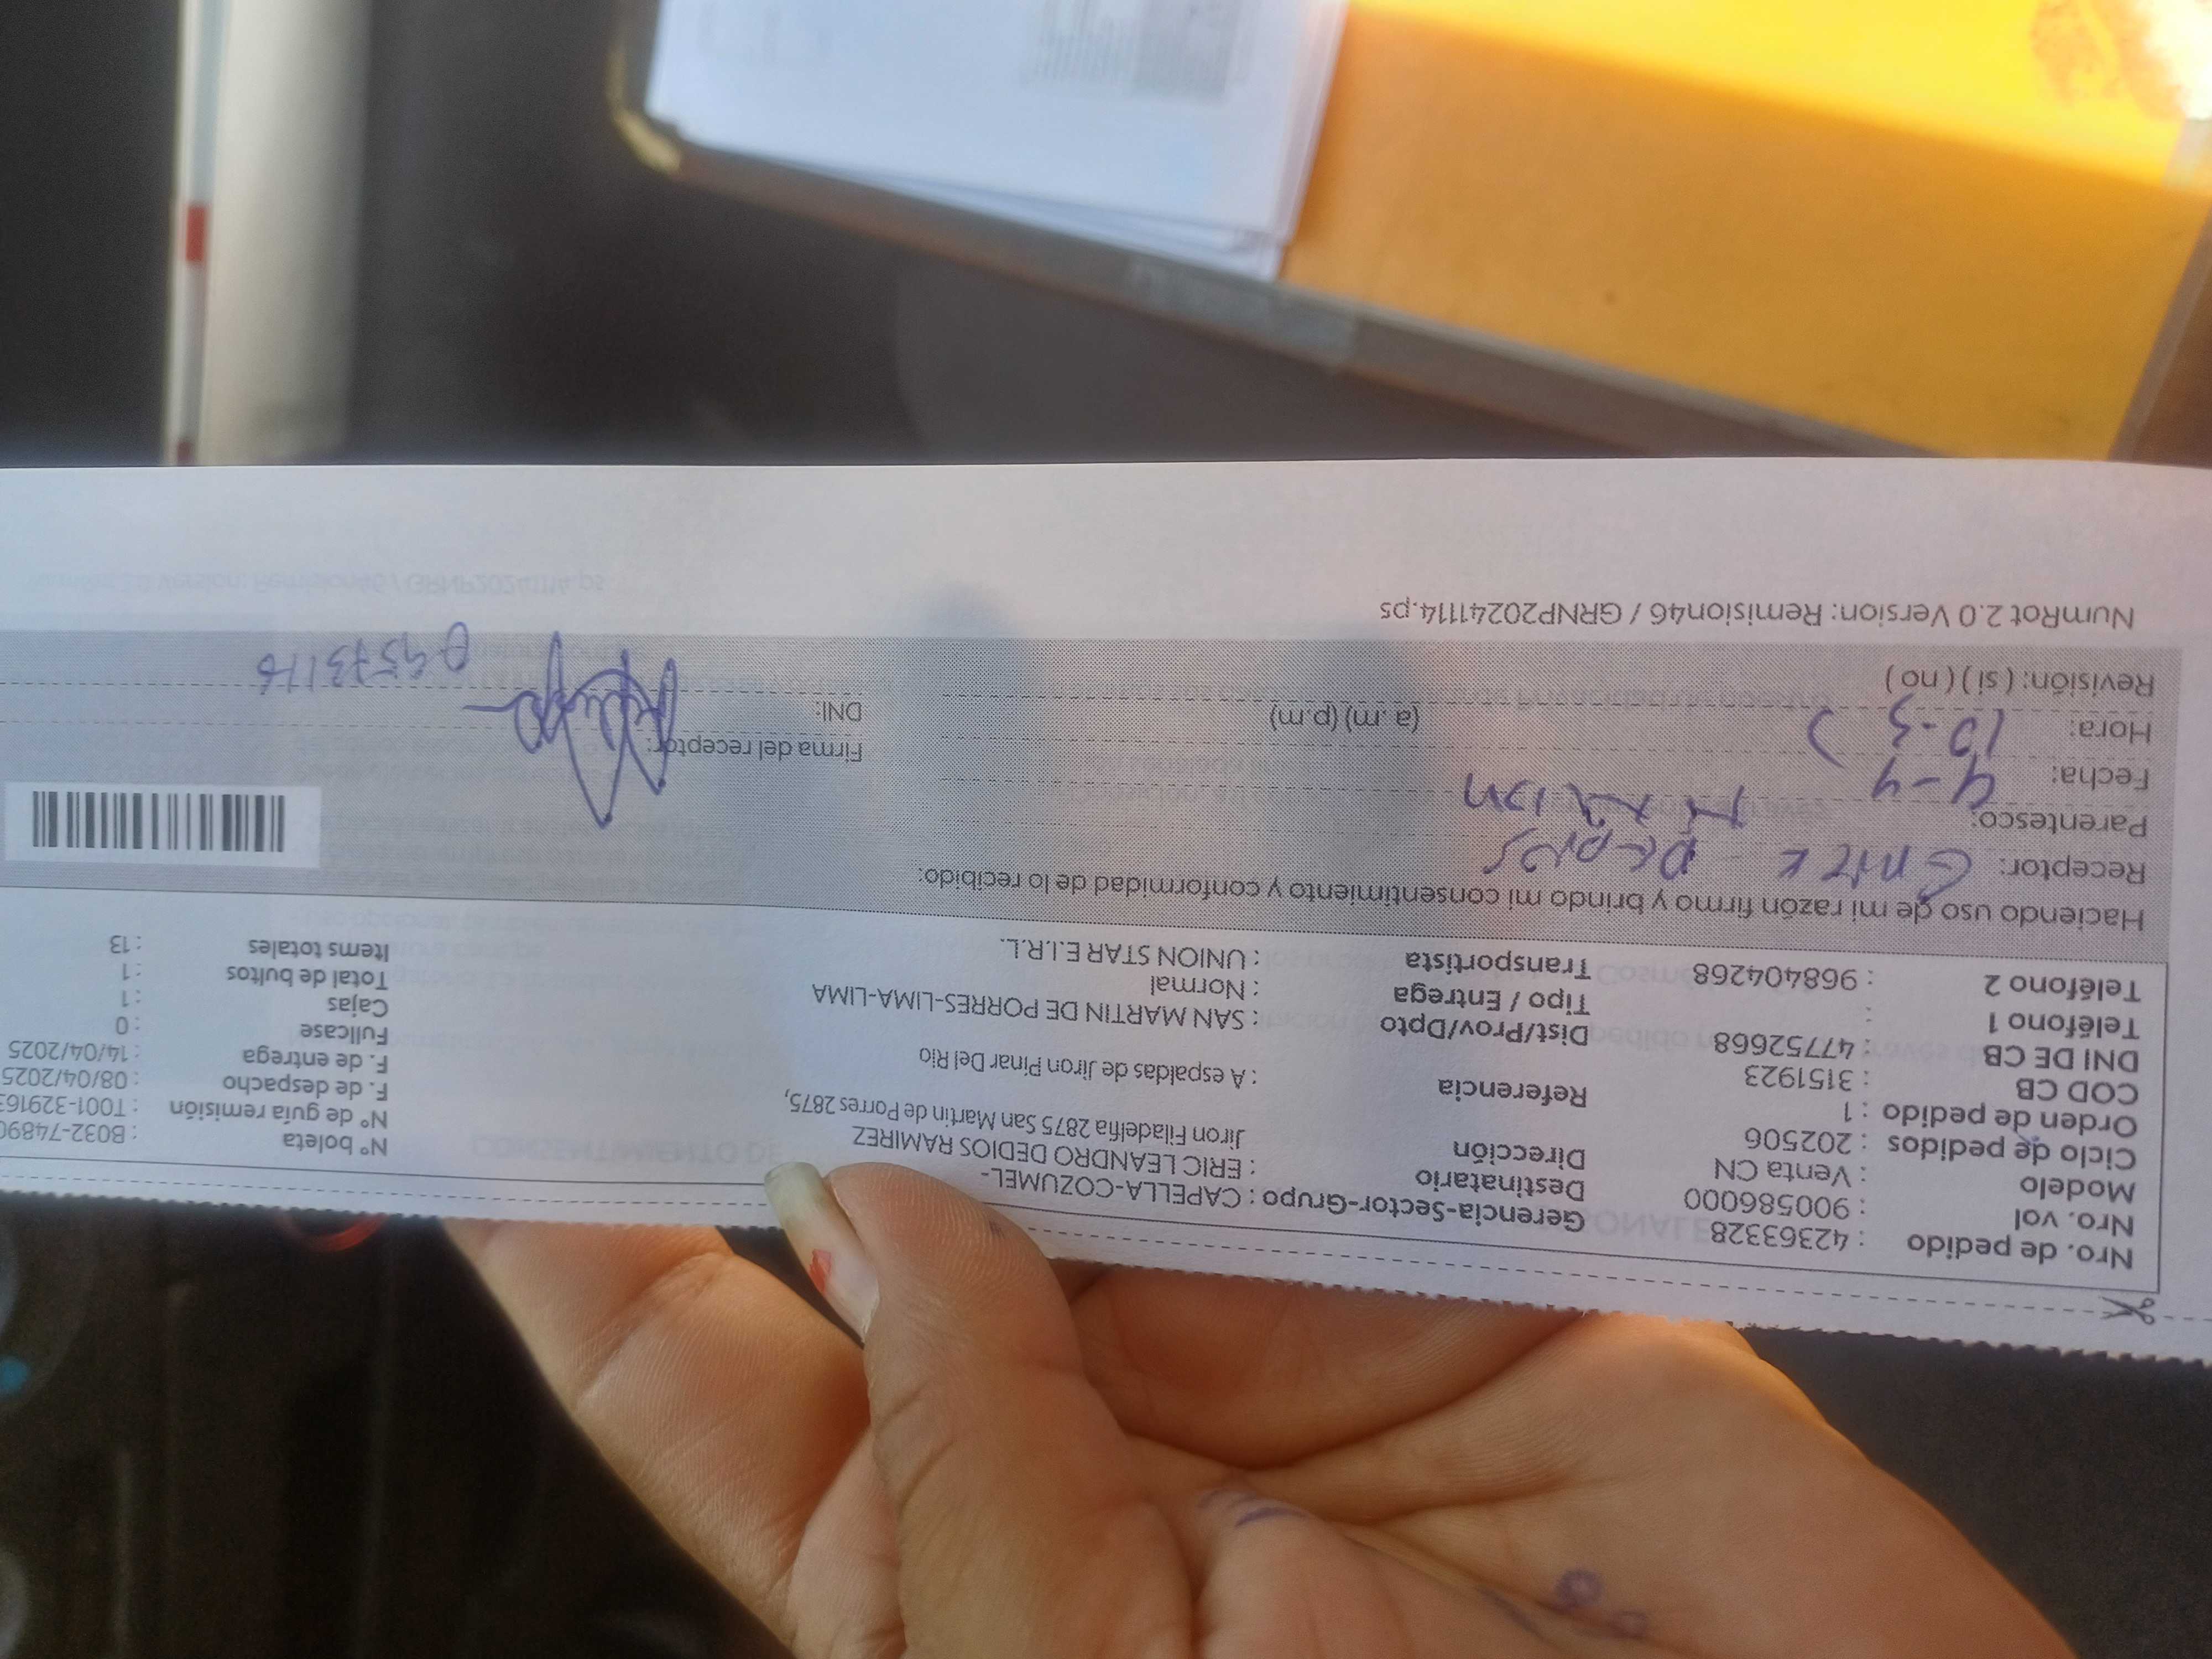 Nro. de pedido : 42363328
Nro. vol : 900586000
Modelo : Venta CN
Ciclo de pedidos : 202506
Orden de pedido : 1
COD CB : 3151923
DNI DE CB : 47752668
Teléfono 1 :
Teléfono 2 : 968404268
Gerencia-Sector-Grupo : CAPELLA-COZUMEL-
Destinatario : ERIC LEANDRO DEDIOS RAMIREZ
Dirección Jiron Filadelfia 2875 San Martin de Porres 2875,
Referencia : A espaldas de Jiron Pinar Del Rio
Dist/Prov/Dpto : SAN MARTIN DE PORRES-LIMA-LIMA
Tipo / Entrega : Normal
Transportista : UNION STAR E.I.R.L.
N° boleta : B032-7489
N° de guía remisión : T001-32916
F. de despacho : 08/04/2025
F. de entrega : 14/04/2025
Fullcase : 0
Cajas : 1
Total de bultos : 1
Items totales : 13
Haciendo uso de mi razón firmo y brindo mi consentimiento y conformidad de lo recibido:
Receptor:
Parentesco:
Fecha: 9-4
Hora: 10-5 (a.m) (p.m)
Revisión: ( si ) ( no )
Firma del receptor:
DNI: 09573116
NumRot 2.0 Version: Remision46 / GRNP20241114.ps